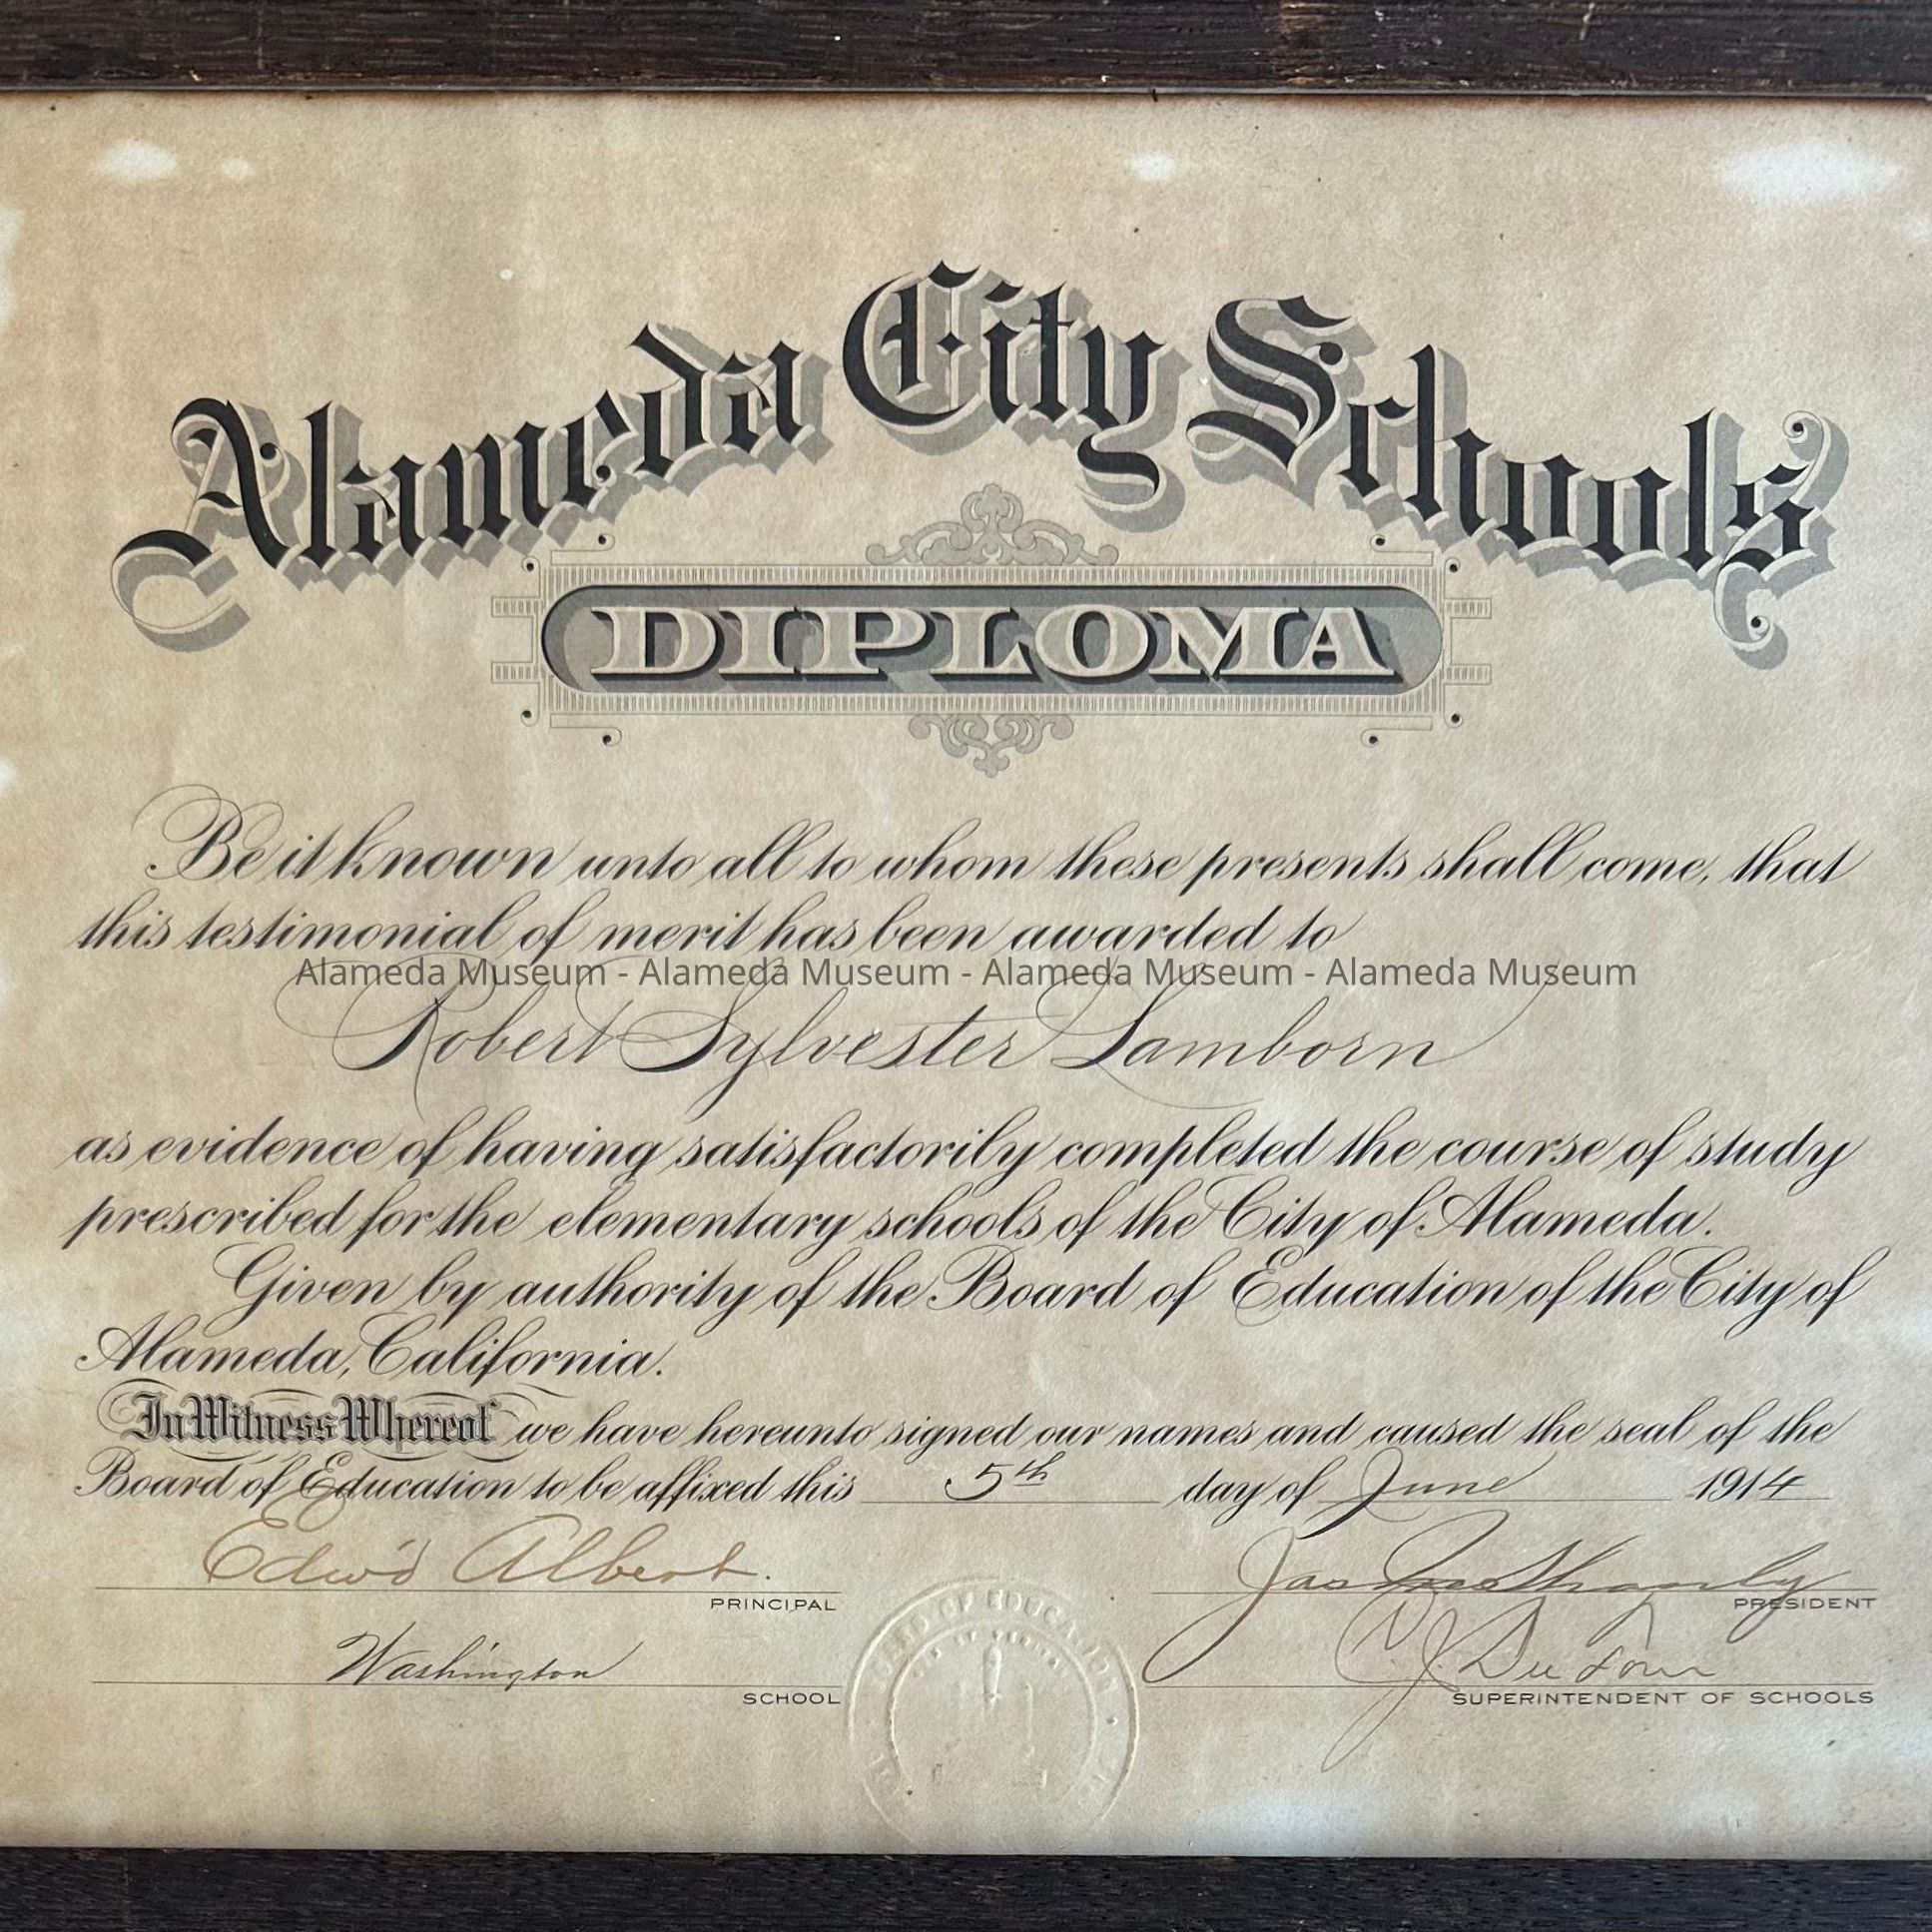 Alameda City Schools
DIPLOMA
Be it known unto all to whom these presents shall come, that
this testimonial of merit has been awarded to
Alameda Museum - Alameda Museum - Alameda Museum - Alameda Museum
Robert Sylvester Lamborn
as evidence of having satisfactorily completed the course of study
prescribed for the elementary schools of the City of Alameda.
Given by authority of the Board of Education of the City of
Alameda, California.
In Witness Whereof we have hereunto signed our names and caused the seal of the
Board of Education to be affixed this 5th day of June 1914
Edw'd Albert.
PRINCIPAL
PRESIDENT
Washington
C. J. Du Four
SCHOOL
SUPERINTENDENT OF SCHOOLS
BOARD OF EDUCATION